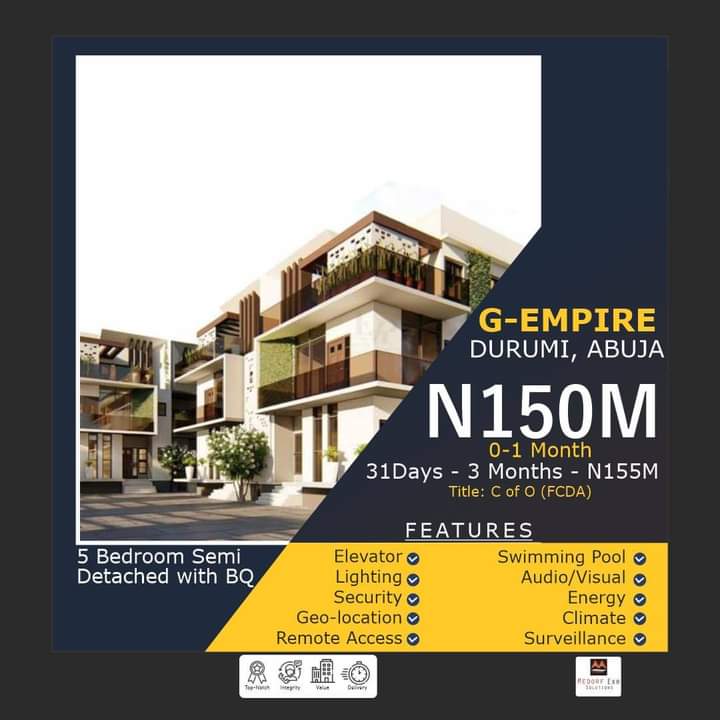 G-EMPIRE
DURUMI, ABUJA
N150M
0-1 Month
31Days - 3 Months - N155M
Title: C of O (FCDA)
FEATURES
5 Bedroom Semi
Detached with BQ
Elevator
Lighting
Security
Geo-location
Remote Access
Swimming Pool
Audio/Visual
Energy
Climate
Surveillance
Top-Notch
Integrity
Value
Delivery
SOLUTIONS